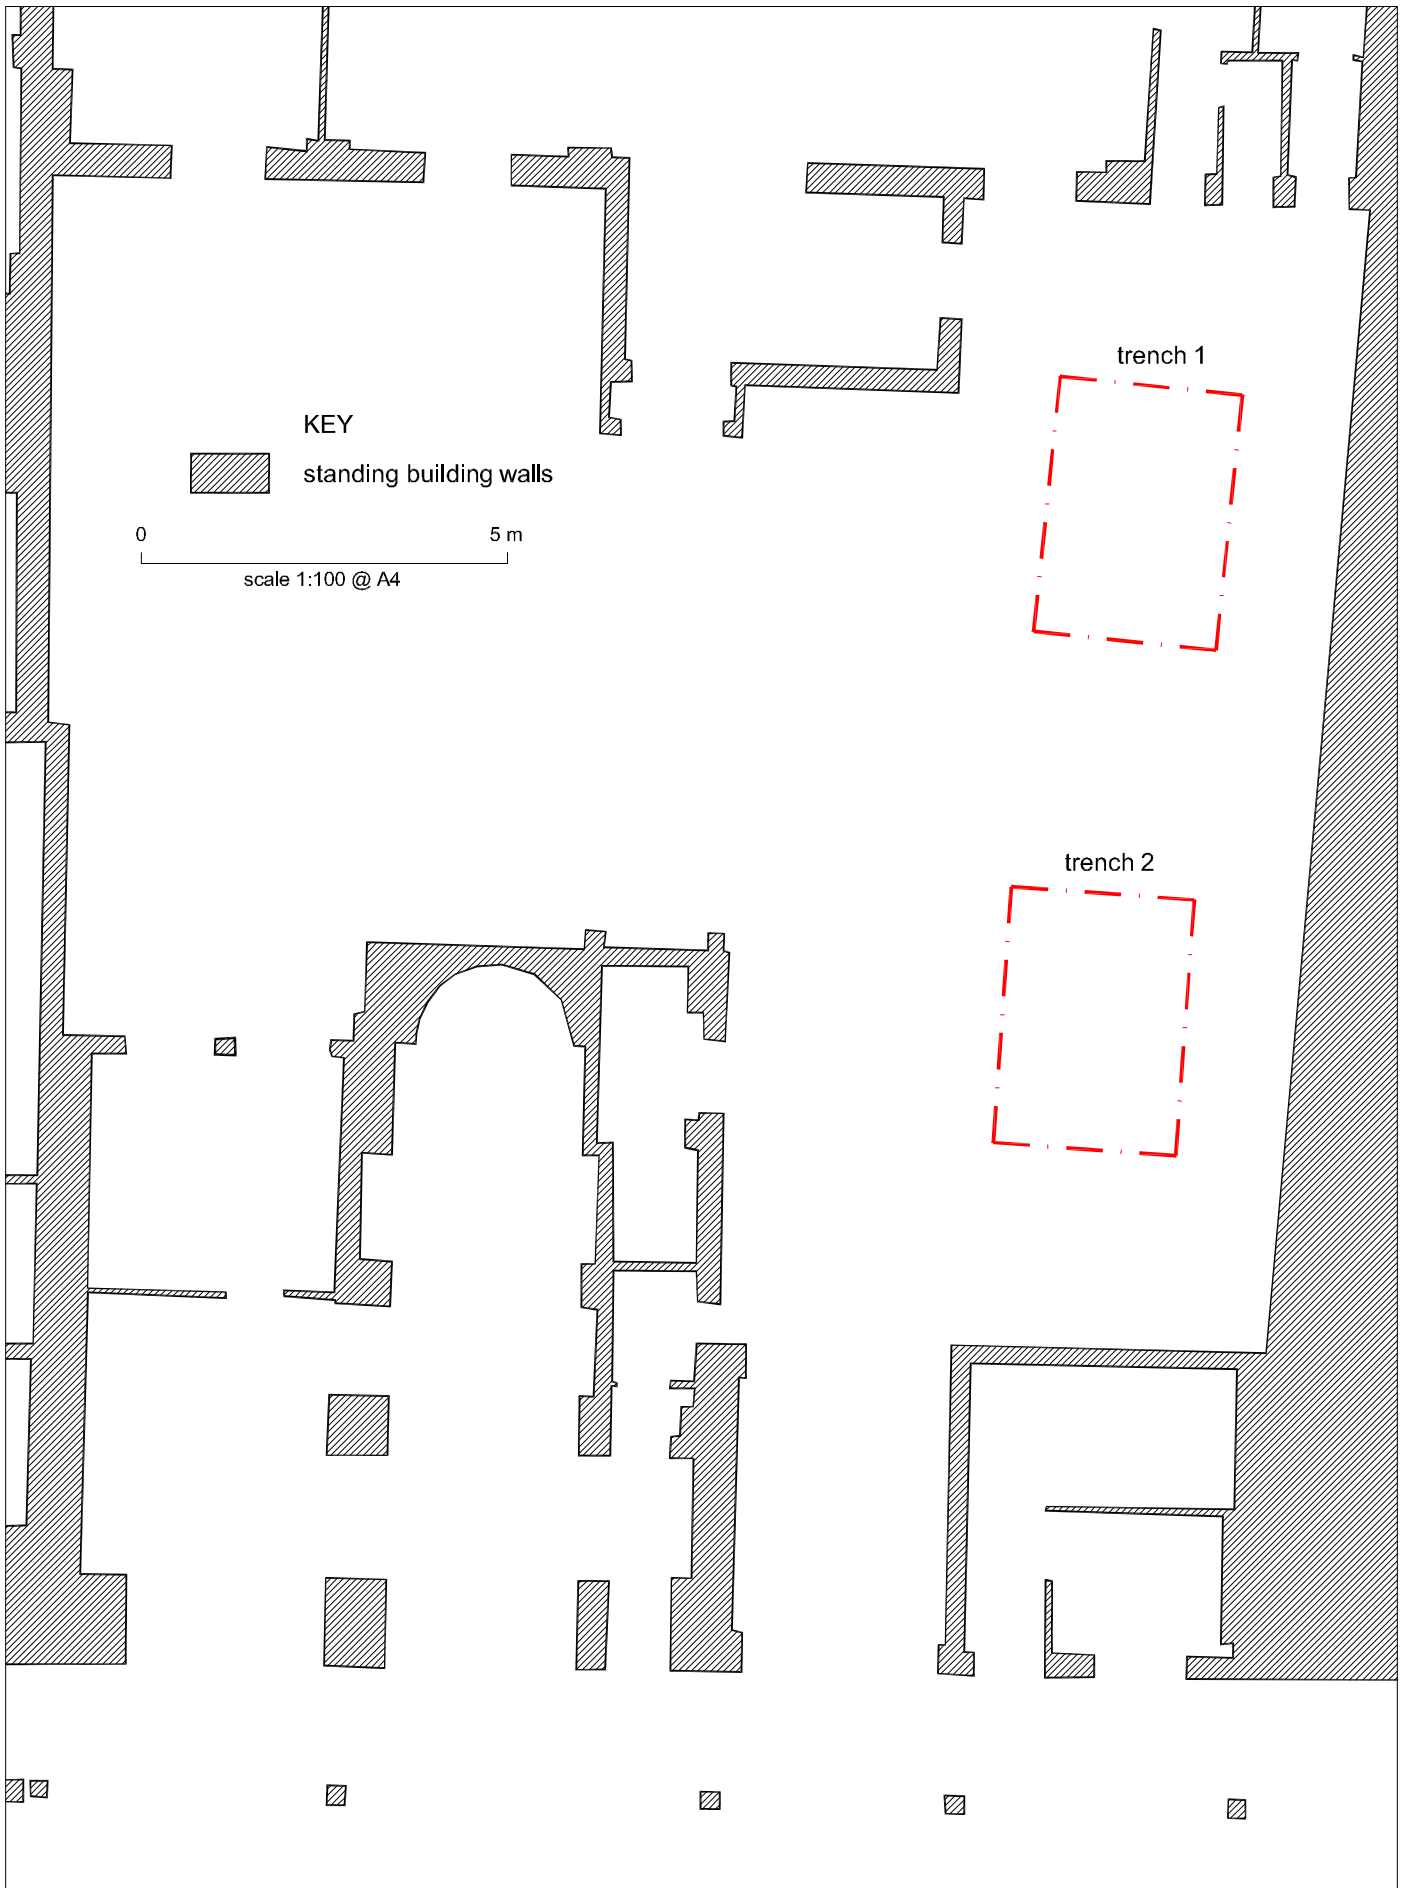 trench 1
KEY
standing building walls
0 5 m
scale 1:100 @ A4
trench 2